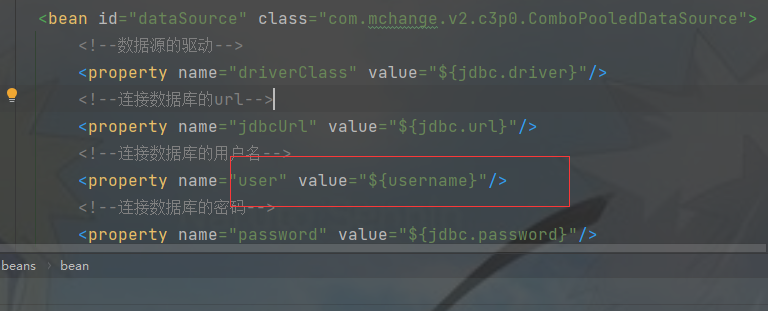 <bean id="dataSource" class="com.mchange.v2.c3p0.ComboPooledDataSource">
<!--数据源的驱动-->
<property name="driverClass" value="${jdbc.driver}"/>
<!--连接数据库的url-->
<property name="jdbcUrl" value="${jdbc.url}"/>
<!--连接数据库的用户名-->
<property name="user" value="${username}"/>
<!--连接数据库的密码-->
<property name="password" value="${jdbc.password}"/>
beans > bean